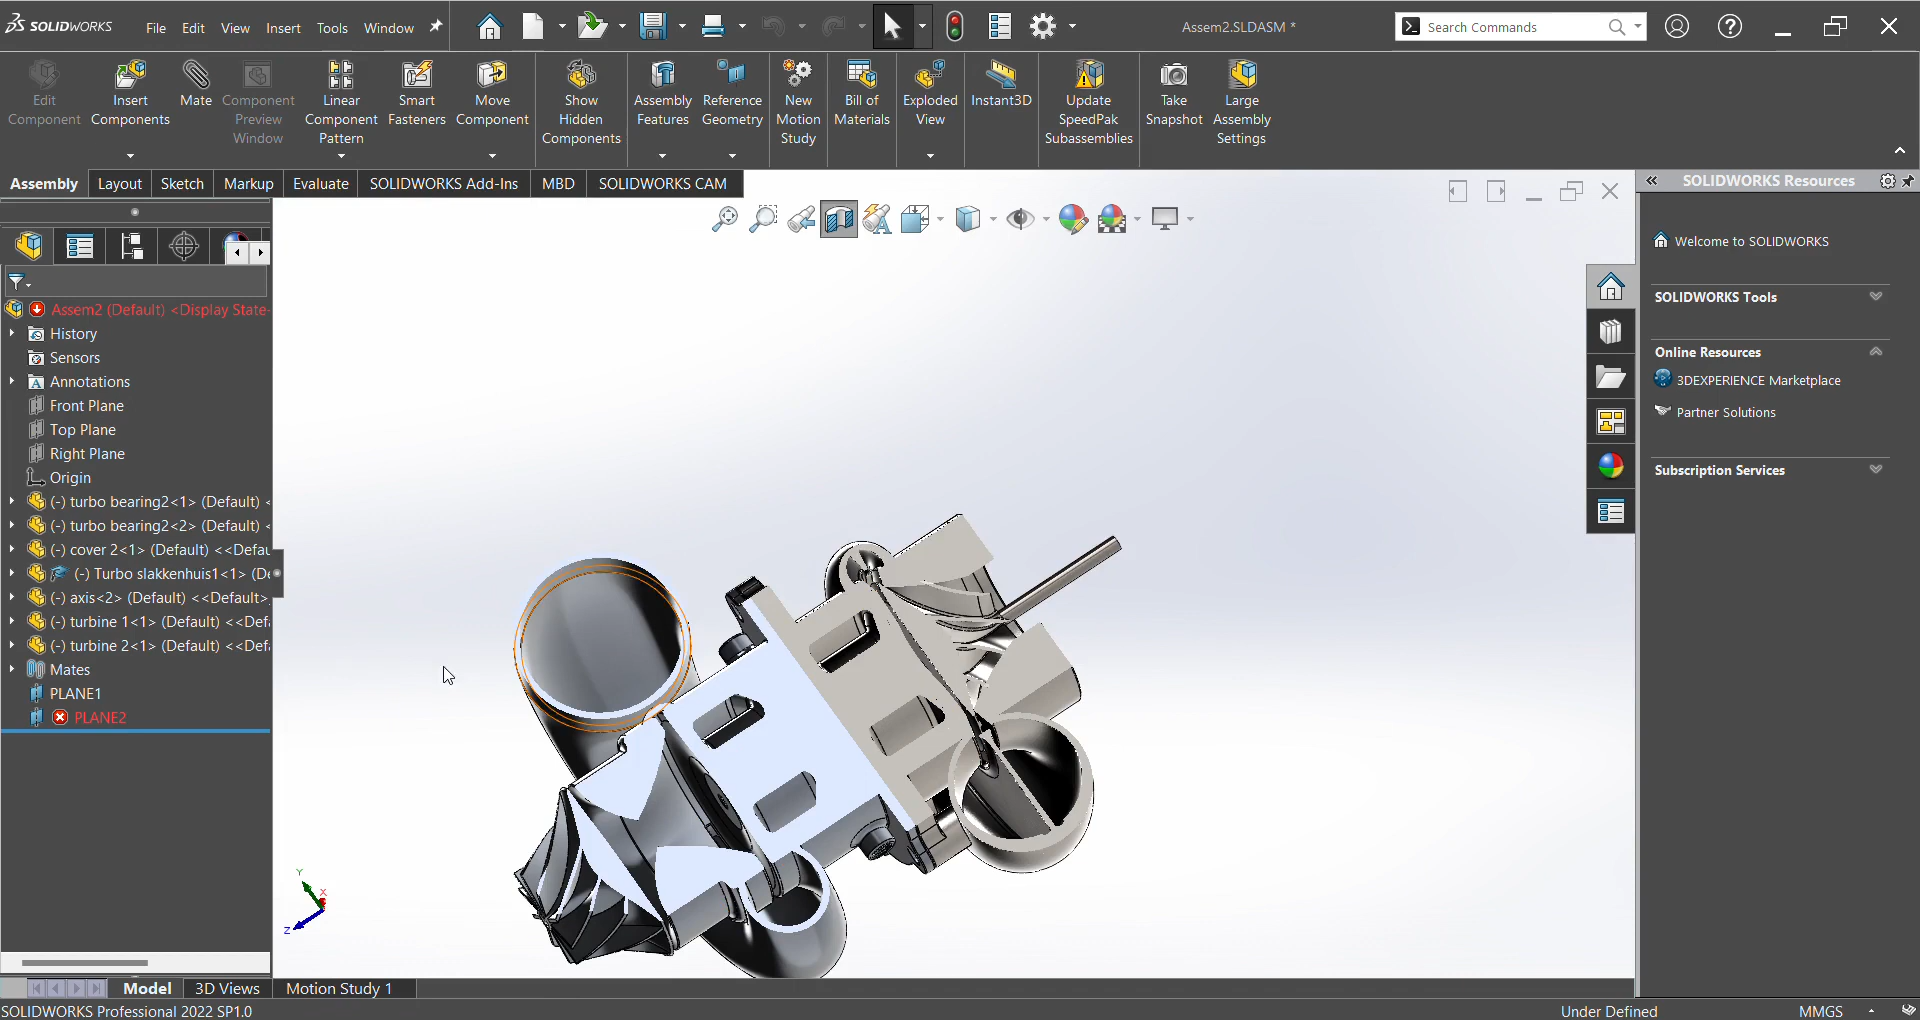 SOLIDWORKS
File Edit View Insert Tools Window
Assem2.SLDASM *
Search Commands
Edit Component
Insert Components
Mate
Component Preview Window
Linear Component Pattern
Smart Fasteners
Move Component
Show Hidden Components
Assembly Features
Reference Geometry
New Motion Study
Bill of Materials
Exploded View
Instant3D
Update SpeedPak Subassemblies
Take Snapshot
Large Assembly Settings
Assembly Layout Sketch Markup Evaluate SOLIDWORKS Add-Ins MBD SOLIDWORKS CAM
Assem2 (Default) <Display State-
History
Sensors
Annotations
Front Plane
Top Plane
Right Plane
Origin
(-) turbo bearing2<1> (Default) <
(-) turbo bearing2<2> (Default) <
(-) cover 2<1> (Default) <<Defau
(-) Turbo slakkenhuis1<1> (De
(-) axis<2> (Default) <<Default>
(-) turbine 1<1> (Default) <<Def
(-) turbine 2<1> (Default) <<Def
Mates
PLANE1
PLANE2
Y
X
Z
SOLIDWORKS Resources
Welcome to SOLIDWORKS
SOLIDWORKS Tools
Online Resources
3DEXPERIENCE Marketplace
Partner Solutions
Subscription Services
Model 3D Views Motion Study 1
SOLIDWORKS Professional 2022 SP1.0
Under Defined
MMGS